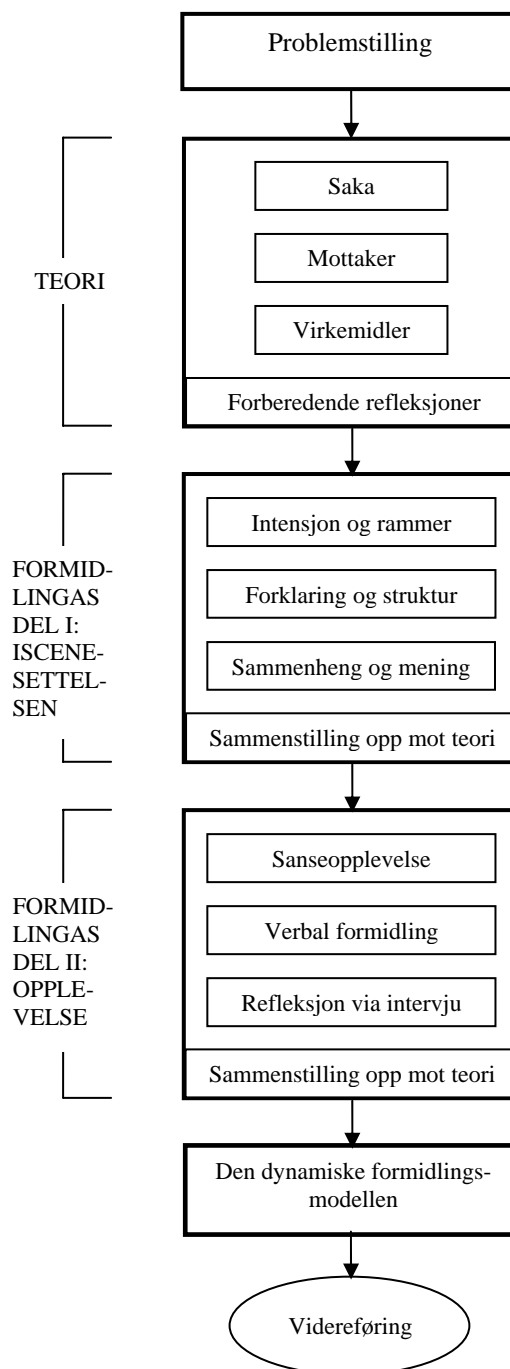 Problemstilling
TEORI
Saka
Mottaker
Virkemidler
Forberedende refleksjoner
FORMID-
LINGAS
DEL I:
ISCENE-
SETTEL-
SEN
Intensjon og rammer
Forklaring og struktur
Sammenheng og mening
Sammenstilling opp mot teori
FORMID-
LINGAS
DEL II:
OPPLE-
VELSE
Sanseopplevelse
Verbal formidling
Refleksjon via intervju
Sammenstilling opp mot teori
Den dynamiske formidlings-
modellen
Videreføring